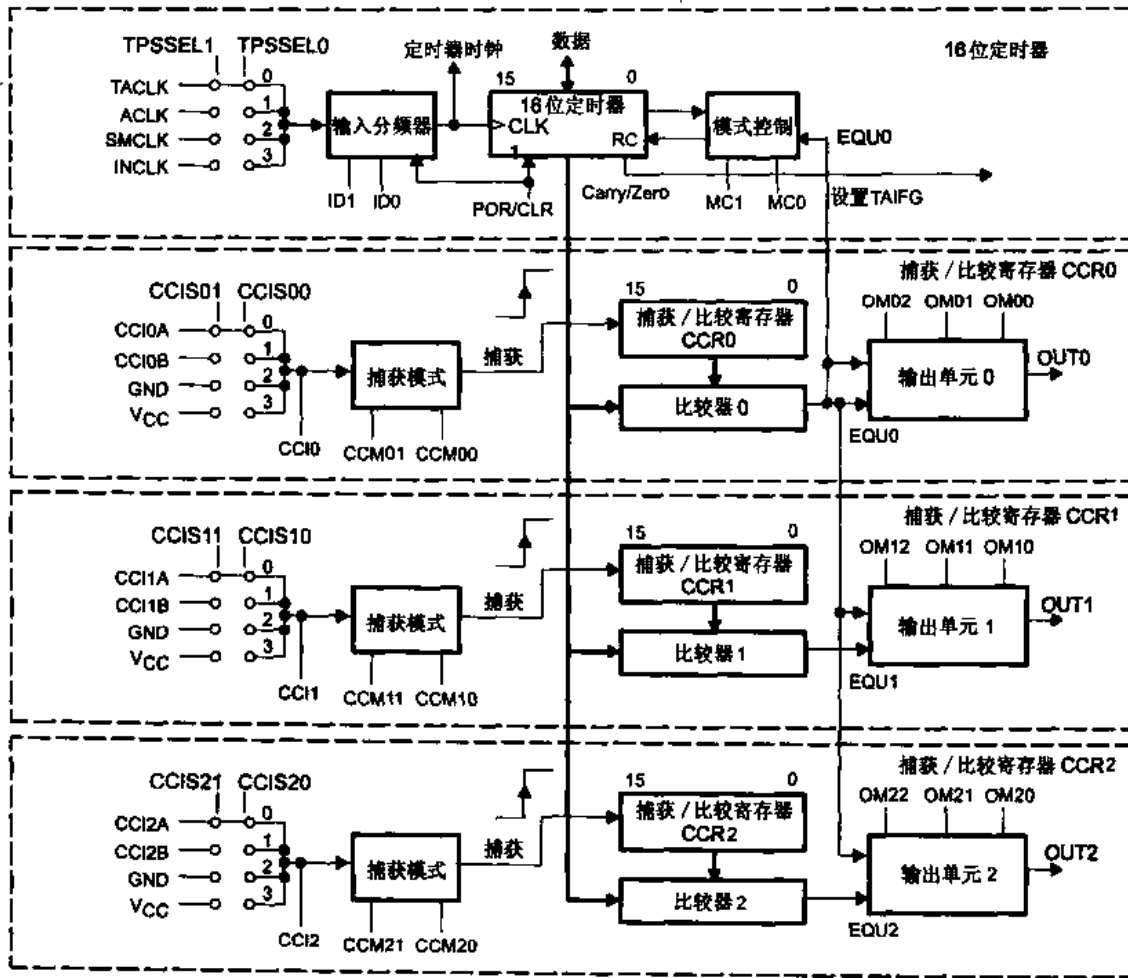 TPSSEL1 TPSSEL0
定时器时钟
数据
16位定时器
TACLK
ACLK
SMCLK
INCLK
0
1
2
3
输入分频器
ID1 ID0
15 0
16位定时器
CLK
RC
1
POR/CLR
Carry/Zero
模式控制
MC1 MC0
EQU0
设置TAIFG
捕获/比较寄存器 CCR0
CCIS01 CCIS00
CCI0A
CCI0B
GND
VCC
0
1
2
3
CCI0
捕获模式
CCM01 CCM00
捕获
15 0
捕获/比较寄存器
CCR0
比较器 0
EQU0
OM02 OM01 OM00
输出单元 0
OUT0
捕获/比较寄存器 CCR1
CCIS11 CCIS10
CCI1A
CCI1B
GND
VCC
0
1
2
3
CCI1
捕获模式
CCM11 CCM10
捕获
15 0
捕获/比较寄存器
CCR1
比较器 1
EQU1
OM12 OM11 OM10
输出单元 1
OUT1
捕获/比较寄存器 CCR2
CCIS21 CCIS20
CCI2A
CCI2B
GND
VCC
0
1
2
3
CCI2
捕获模式
CCM21 CCM20
捕获
15 0
捕获/比较寄存器
CCR2
比较器 2
EQU2
OM22 OM21 OM20
输出单元 2
OUT2